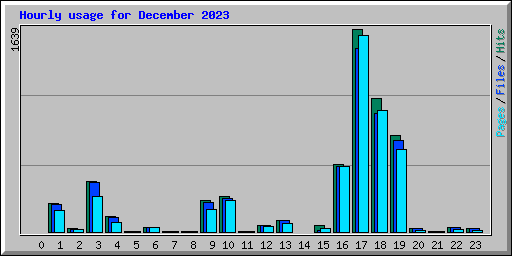 Hourly usage for December 2023
1639
Pages/Files/Hits
0 1 2 3 4 5 6 7 8 9 10 11 12 13 14 15 16 17 18 19 20 21 22 23